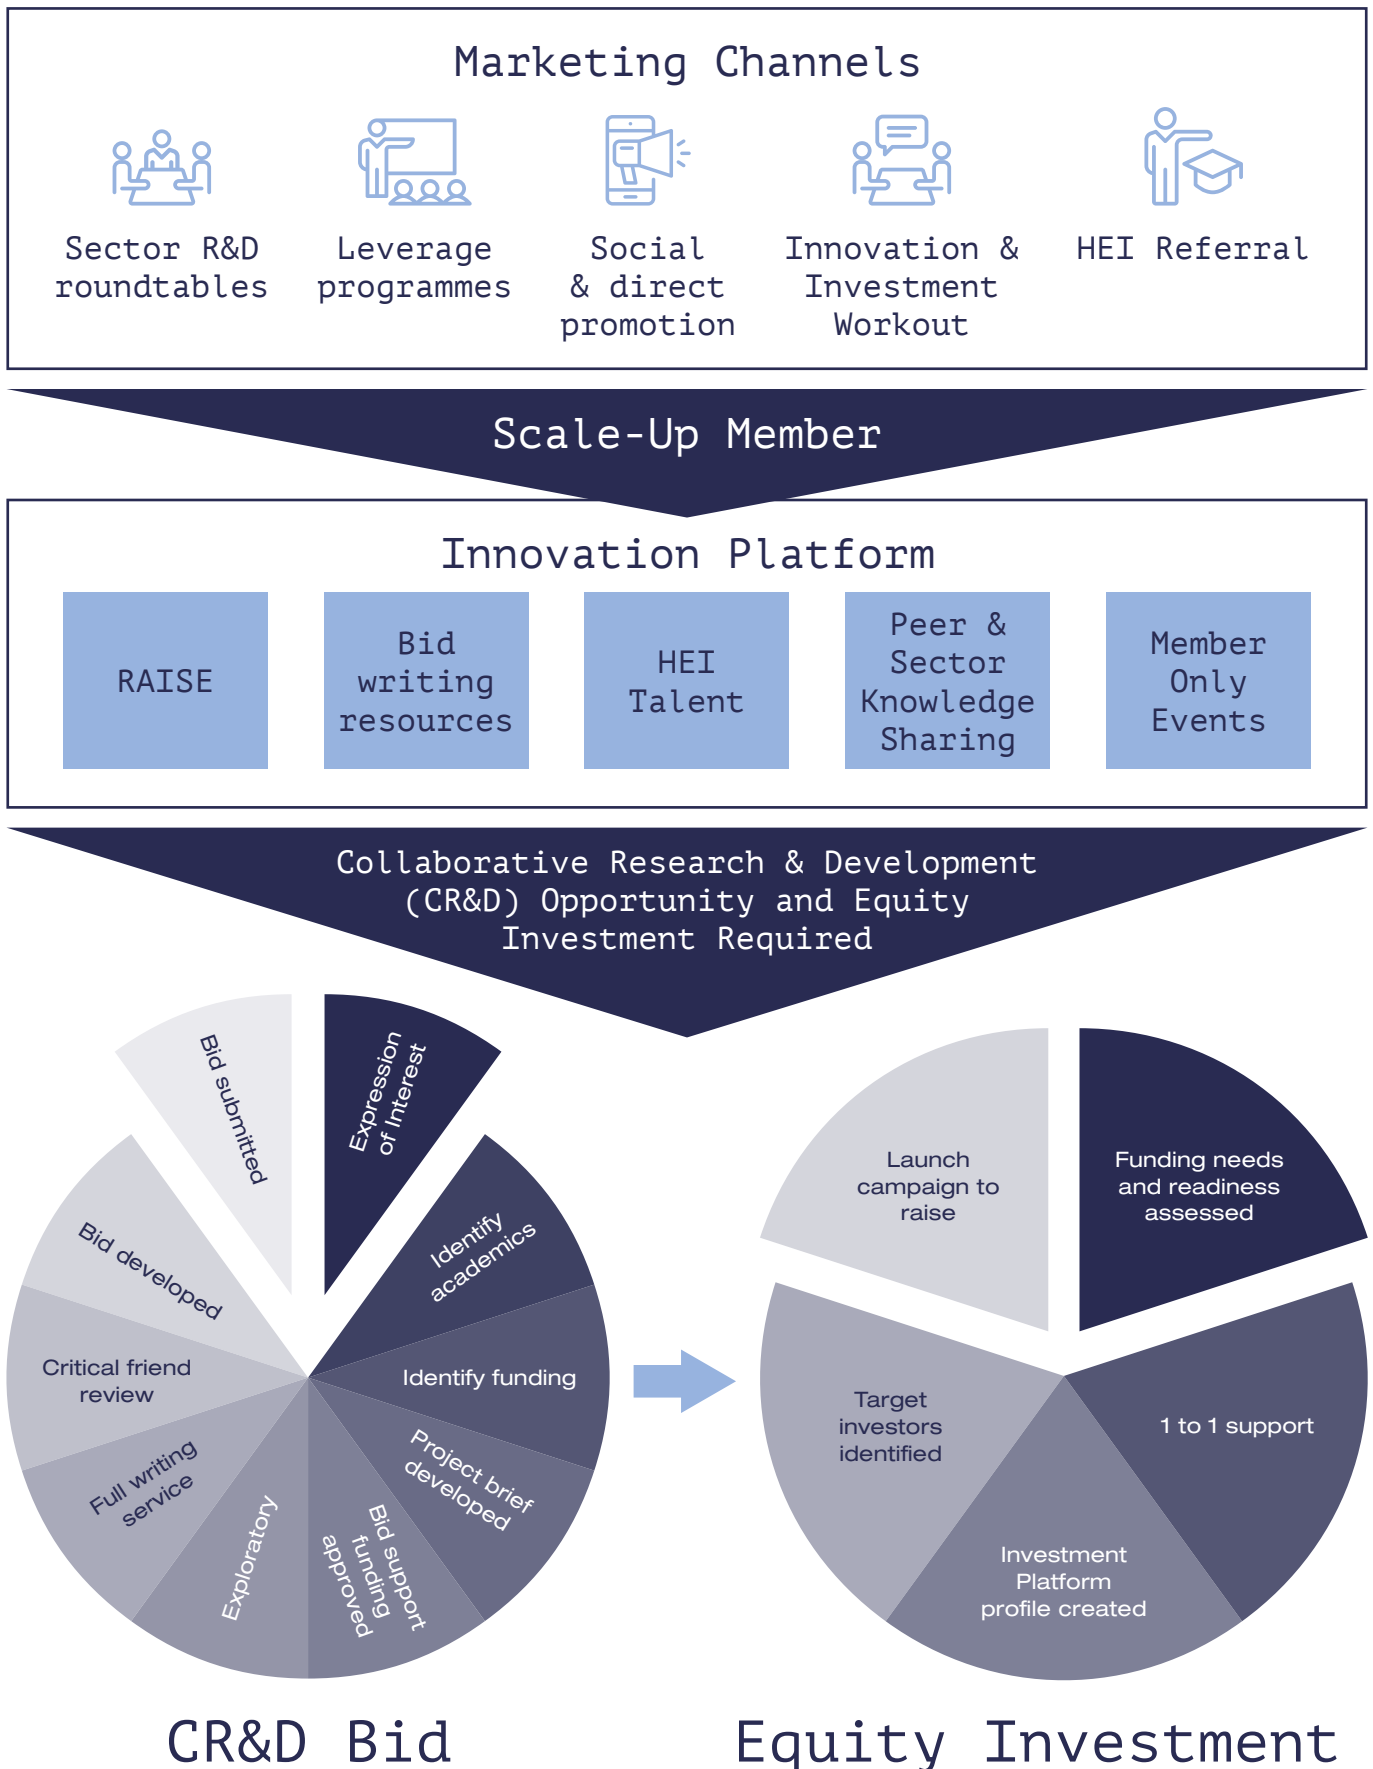 Marketing Channels
Sector R&D
roundtables
Leverage
programmes
Social
& direct
promotion
Innovation &
Investment
Workout
HEI Referral
Scale-Up Member
Innovation Platform
RAISE
Bid
writing
resources
HEI
Talent
Peer &
Sector
Knowledge
Sharing
Member
Only
Events
Collaborative Research & Development
(CR&D) Opportunity and Equity
Investment Required
Expression
of Interest
Identify
academics
Identify funding
Project brief
developed
Bid support
funding
approved
Exploratory
Full writing
service
Critical friend
review
Bid developed
Bid submitted
CR&D Bid
Funding needs
and readiness
assessed
1 to 1 support
Investment
Platform
profile created
Target
investors
identified
Launch
campaign to
raise
Equity Investment